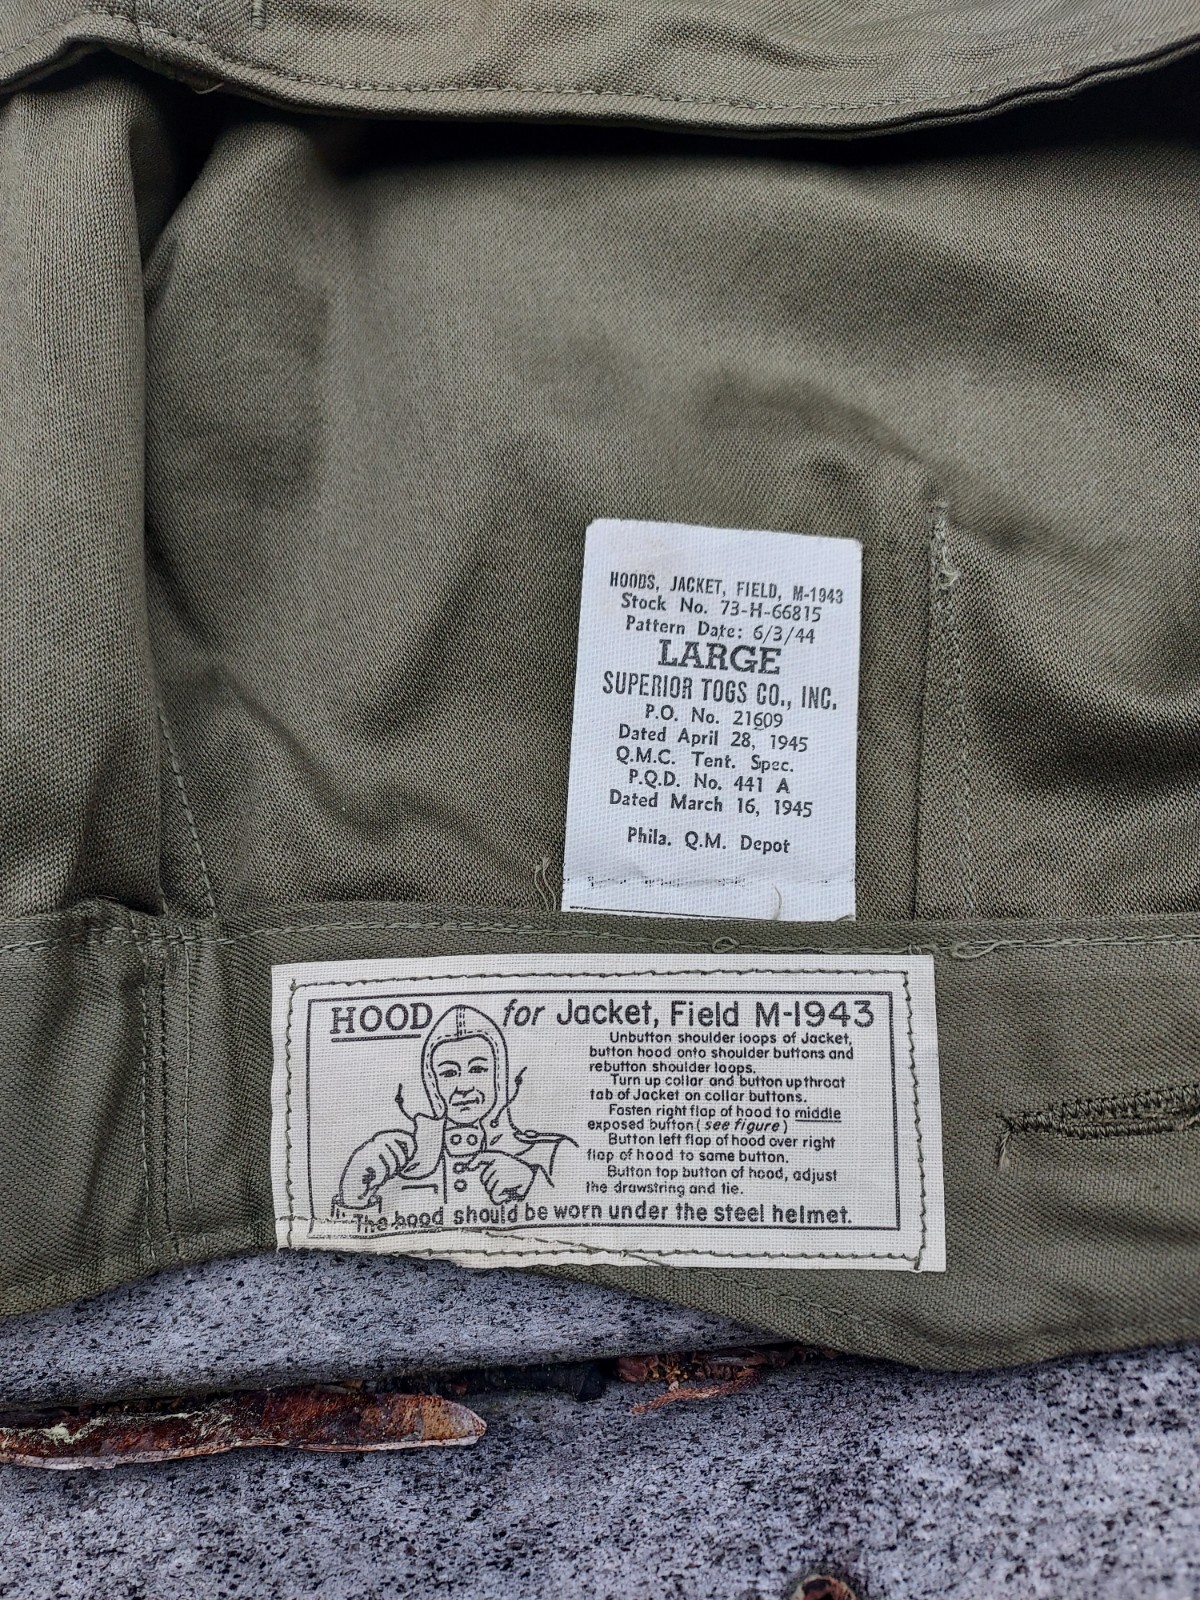 HOODS, JACKET, FIELD, M-1943
Stock No. 73-H-66815
Pattern Date: 6/3/44
LARGE
SUPERIOR TOGS CO., INC.
P.O. No. 21609
Dated April 28, 1945
Q.M.C. Tent. Spec.
P.Q.D. No. 441 A
Dated March 16, 1945
Phila. Q.M. Depot
HOOD for Jacket, Field M-1943
Unbutton shoulder loops of Jacket,
button hood onto shoulder buttons and
rebutton shoulder loops.
Turn up collar and button up throat
tab of Jacket on collar buttons.
Fasten right flap of hood to middle
exposed button (see figure)
Button left flap of hood over right
flap of hood to same button.
Button top button of hood, adjust
the drawstring and tie.
The hood should be worn under the steel helmet.